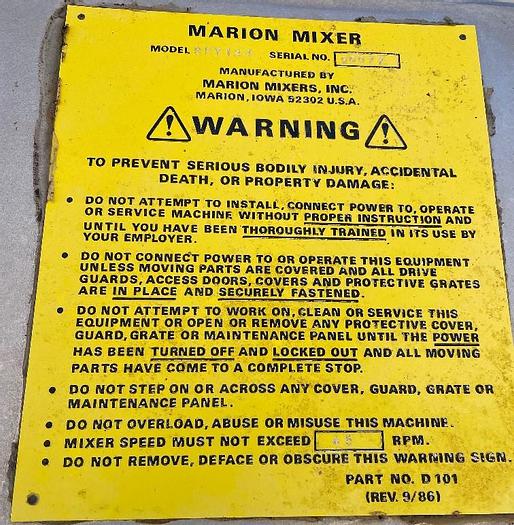 MARION MIXER
MODEL SERIAL NO.
MANUFACTURED BY
MARION MIXERS, INC.
MARION, IOWA 52302 U.S.A.
WARNING
TO PREVENT SERIOUS BODILY INJURY, ACCIDENTAL
DEATH, OR PROPERTY DAMAGE:
• DO NOT ATTEMPT TO INSTALL, CONNECT POWER TO, OPERATE
OR SERVICE MACHINE WITHOUT PROPER INSTRUCTION AND
UNTIL YOU HAVE BEEN THOROUGHLY TRAINED IN ITS USE BY
YOUR EMPLOYER.
• DO NOT CONNECT POWER TO OR OPERATE THIS EQUIPMENT
UNLESS MOVING PARTS ARE COVERED AND ALL DRIVE
GUARDS, ACCESS DOORS, COVERS AND PROTECTIVE GRATES
ARE IN PLACE AND SECURELY FASTENED.
• DO NOT ATTEMPT TO WORK ON, CLEAN OR SERVICE THIS
EQUIPMENT OR OPEN OR REMOVE ANY PROTECTIVE COVER,
GUARD, GRATE OR MAINTENANCE PANEL UNTIL THE POWER
HAS BEEN TURNED OFF AND LOCKED OUT AND ALL MOVING
PARTS HAVE COME TO A COMPLETE STOP.
• DO NOT STEP ON OR ACROSS ANY COVER, GUARD, GRATE OR
MAINTENANCE PANEL.
• DO NOT OVERLOAD, ABUSE OR MISUSE THIS MACHINE.
• MIXER SPEED MUST NOT EXCEED RPM.
• DO NOT REMOVE, DEFACE OR OBSCURE THIS WARNING SIGN.
PART NO. D 101
(REV. 9/86)